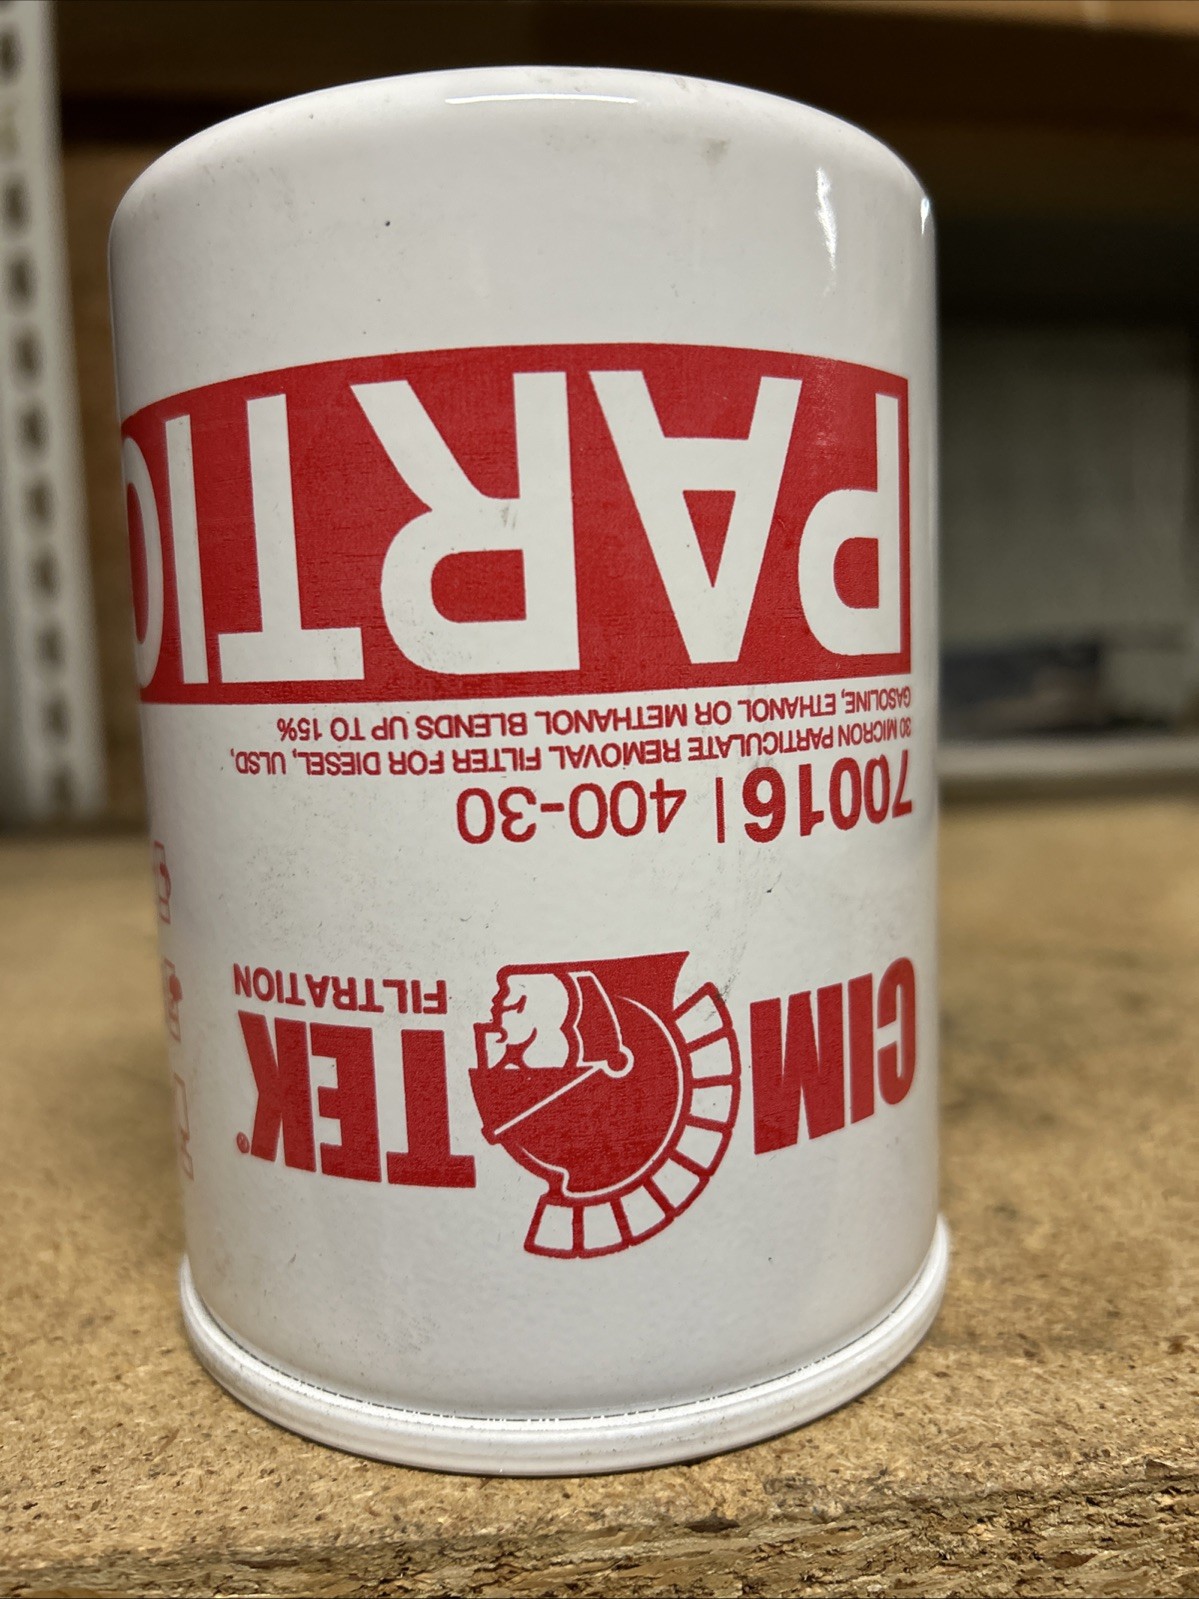 CIM TEK®
FILTRATION
70016 | 400-30
30 MICRON PARTICULATE REMOVAL FILTER FOR DIESEL, ULSD,
GASOLINE, ETHANOL OR METHANOL BLENDS UP TO 15%
PARTIC